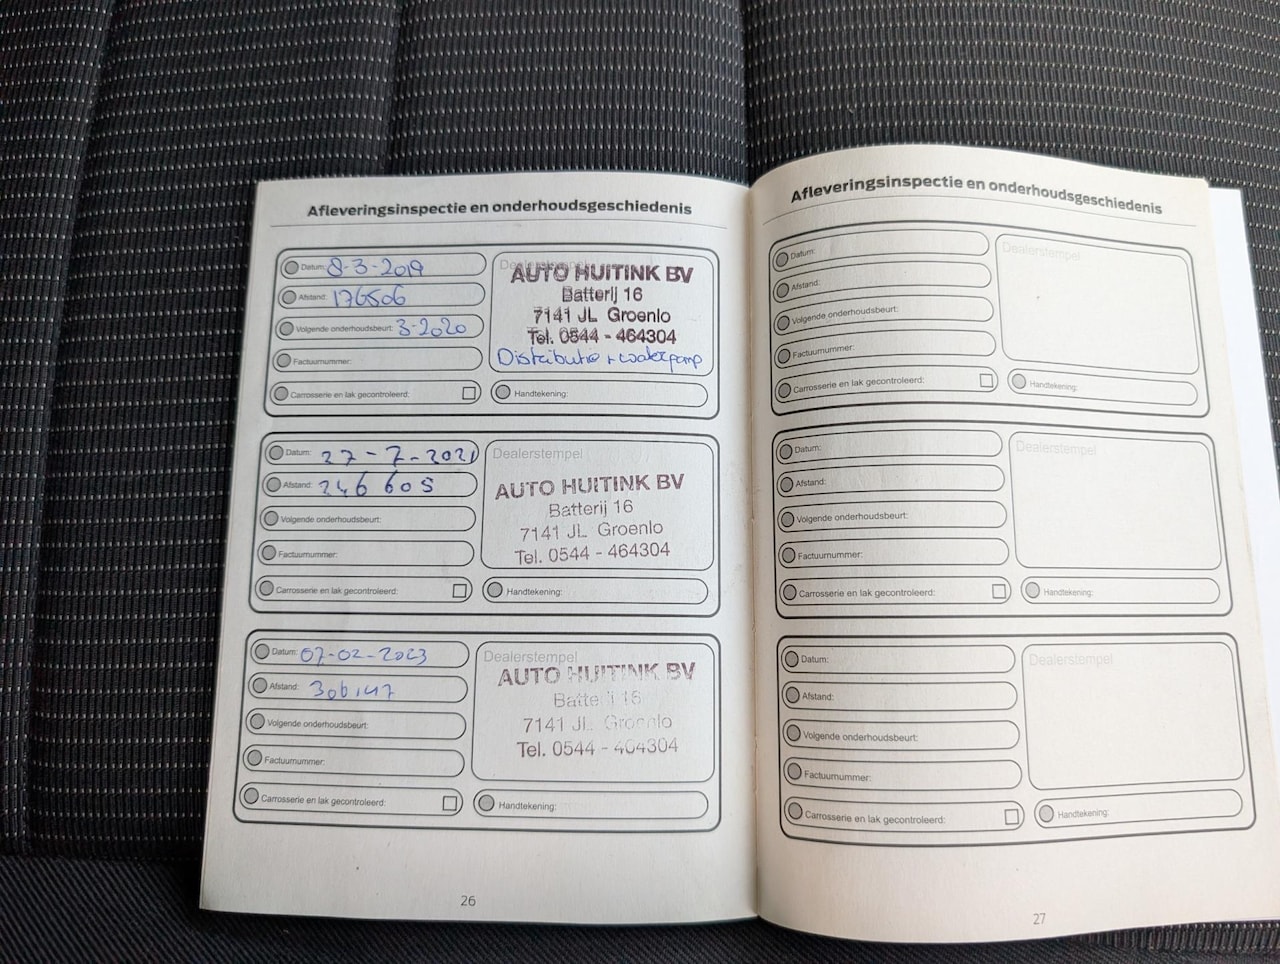 Afleveringsinspectie en onderhoudsgeschiedenis
Datum: 8-3-2019
Afstand: 176506
Volgende onderhoudsbeurt: 3-2020
Factuurnummer:
Carrosserie en lak gecontroleerd:
Dealerstempel
AUTO HUITINK BV
Batterij 16
7141 JL Groenlo
Tel. 0544 - 464304
Distributie + waterpomp
Handtekening:
Datum: 27-7-2021
Afstand: 246 605
Volgende onderhoudsbeurt:
Factuurnummer:
Carrosserie en lak gecontroleerd:
Dealerstempel
AUTO HUITINK BV
Batterij 16
7141 JL Groenlo
Tel. 0544 - 464304
Handtekening:
Datum: 07-02-2023
Afstand: 306147
Volgende onderhoudsbeurt:
Factuurnummer:
Carrosserie en lak gecontroleerd:
Dealerstempel
AUTO HUITINK BV
Batterij 16
7141 JL Groenlo
Tel. 0544 - 464304
Handtekening:
26
Afleveringsinspectie en onderhoudsgeschiedenis
Datum:
Afstand:
Volgende onderhoudsbeurt:
Factuurnummer:
Carrosserie en lak gecontroleerd:
Dealerstempel
Handtekening:
Datum:
Afstand:
Volgende onderhoudsbeurt:
Factuurnummer:
Carrosserie en lak gecontroleerd:
Dealerstempel
Handtekening:
Datum:
Afstand:
Volgende onderhoudsbeurt:
Factuurnummer:
Carrosserie en lak gecontroleerd:
Dealerstempel
Handtekening:
27